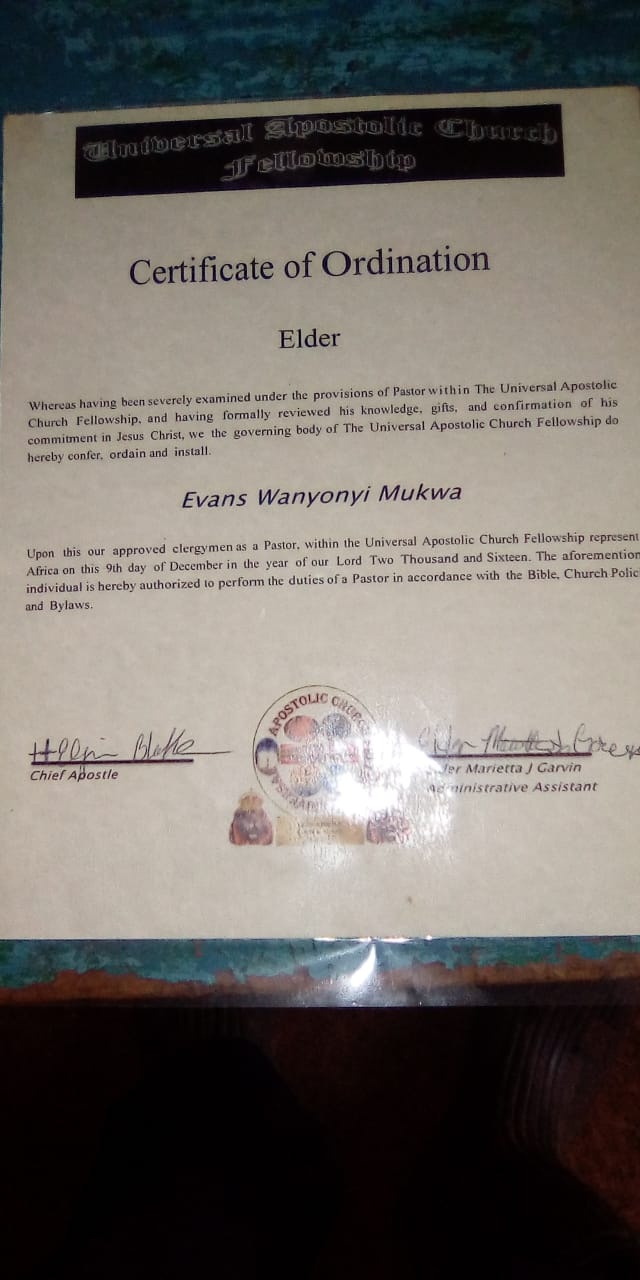 Universal Apostolic Church
Fellowship
Certificate of Ordination
Elder
Whereas having been severely examined under the provisions of Pastor within The Universal Apostolic
Church Fellowship, and having formally reviewed his knowledge, gifts, and confirmation of his
commitment in Jesus Christ, we the governing body of The Universal Apostolic Church Fellowship do
hereby confer, ordain and install.
Evans Wanyonyi Mukwa
Upon this our approved clergymen as a Pastor, within the Universal Apostolic Church Fellowship represent
Africa on this 9th day of December in the year of our Lord Two Thousand and Sixteen. The aforemention
individual is hereby authorized to perform the duties of a Pastor in accordance with the Bible, Church Polic
and Bylaws.
APOSTOLIC CHURCH
Chief Apostle
Marietta J Garvin
Administrative Assistant